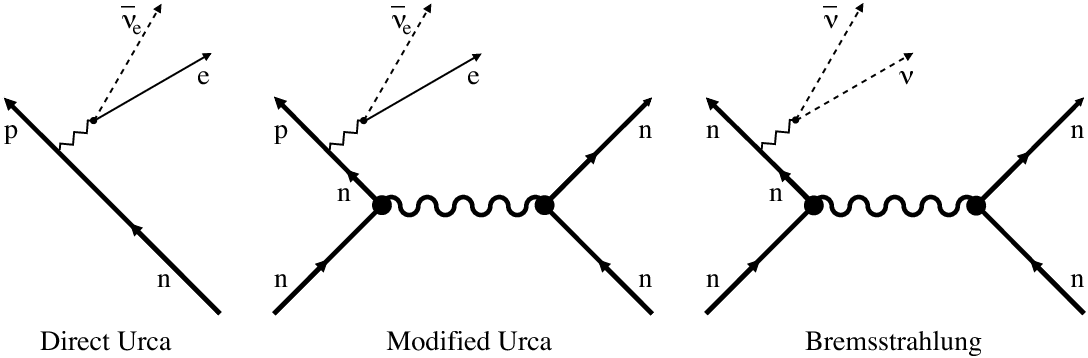 ν̄e
e
p
n
Direct Urca
ν̄e
e
p
n
n
n
n
Modified Urca
ν̄
ν
n
n
n
n
n
Bremsstrahlung